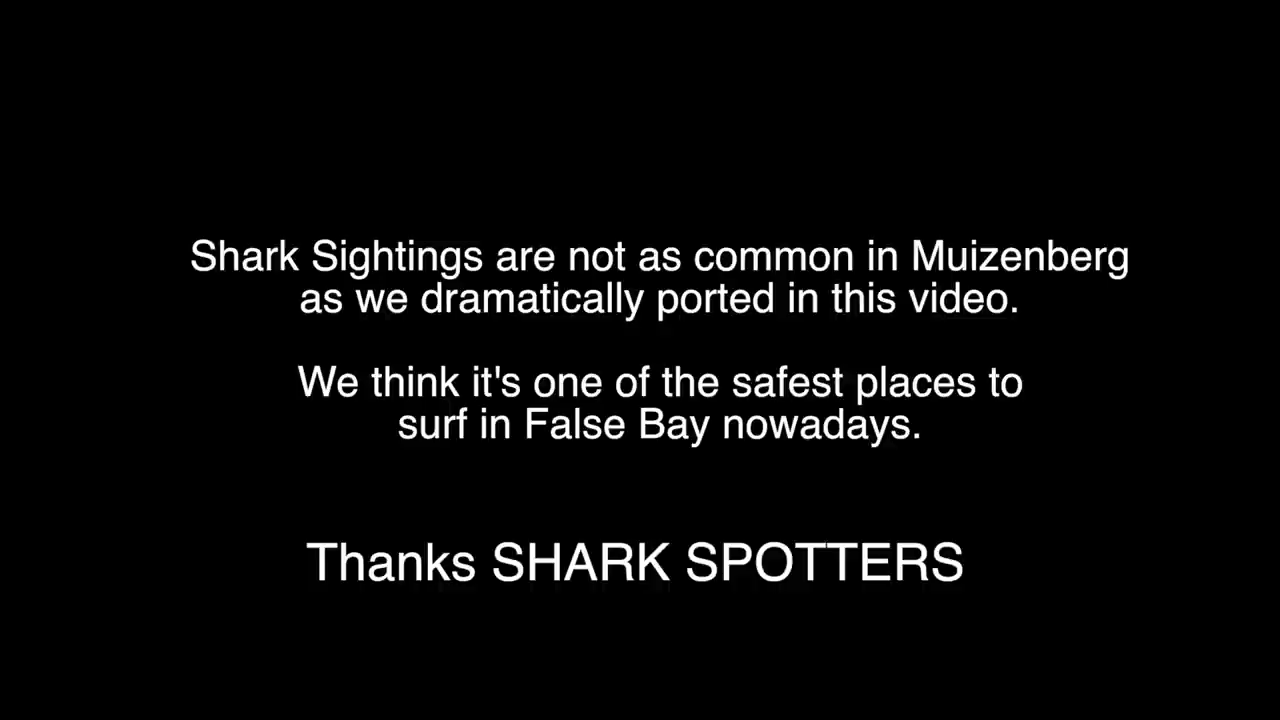 Shark Sightings are not as common in Muizenberg
as we dramatically ported in this video.
We think it's one of the safest places to
surf in False Bay nowadays.
Thanks SHARK SPOTTERS